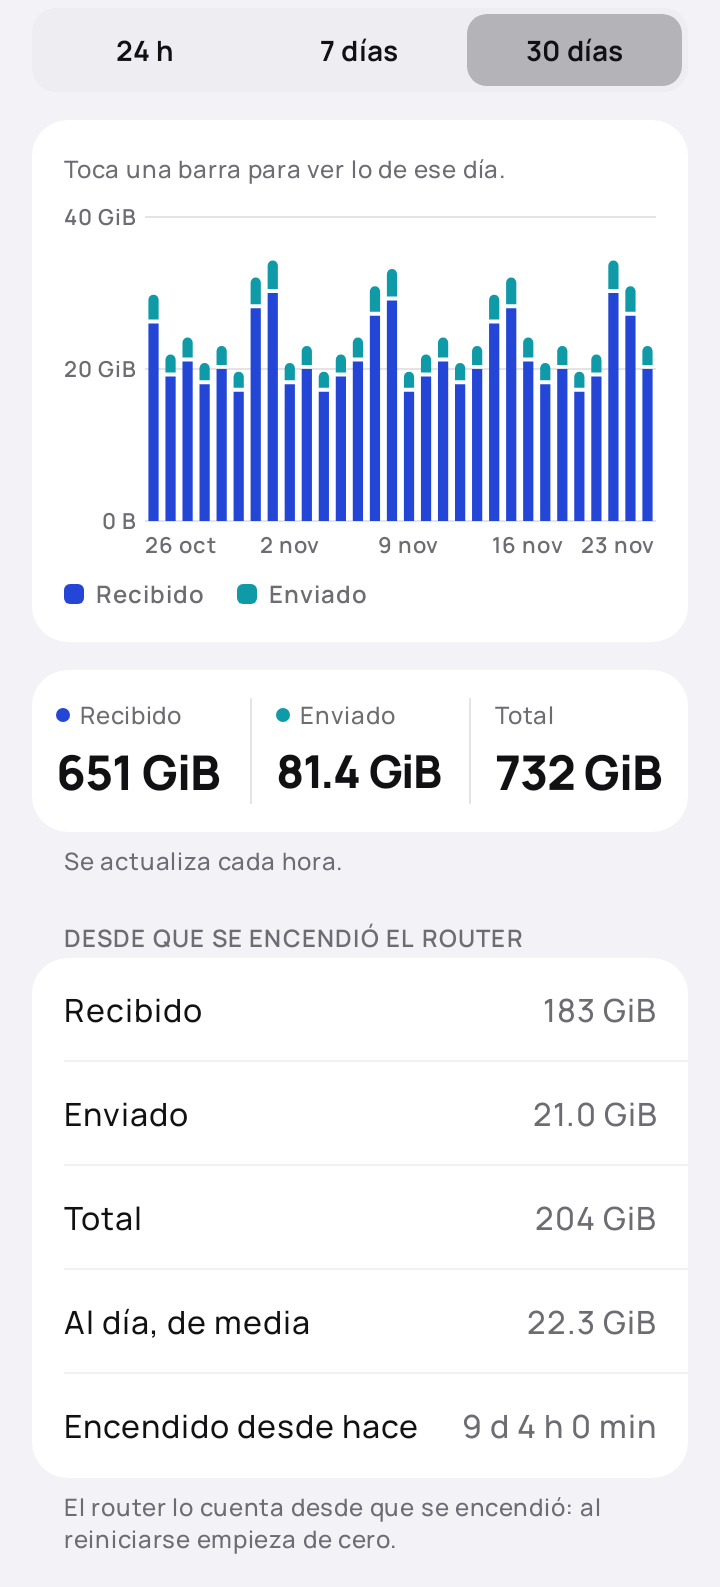 24 h 7 días 30 días
Toca una barra para ver lo de ese día.
40 GiB
20 GiB
0 B
26 oct 2 nov 9 nov 16 nov 23 nov
Recibido Enviado
Recibido Enviado Total
651 GiB 81.4 GiB 732 GiB
Se actualiza cada hora.
DESDE QUE SE ENCENDIÓ EL ROUTER
Recibido 183 GiB
Enviado 21.0 GiB
Total 204 GiB
Al día, de media 22.3 GiB
Encendido desde hace 9 d 4 h 0 min
El router lo cuenta desde que se encendió: al
reiniciarse empieza de cero.